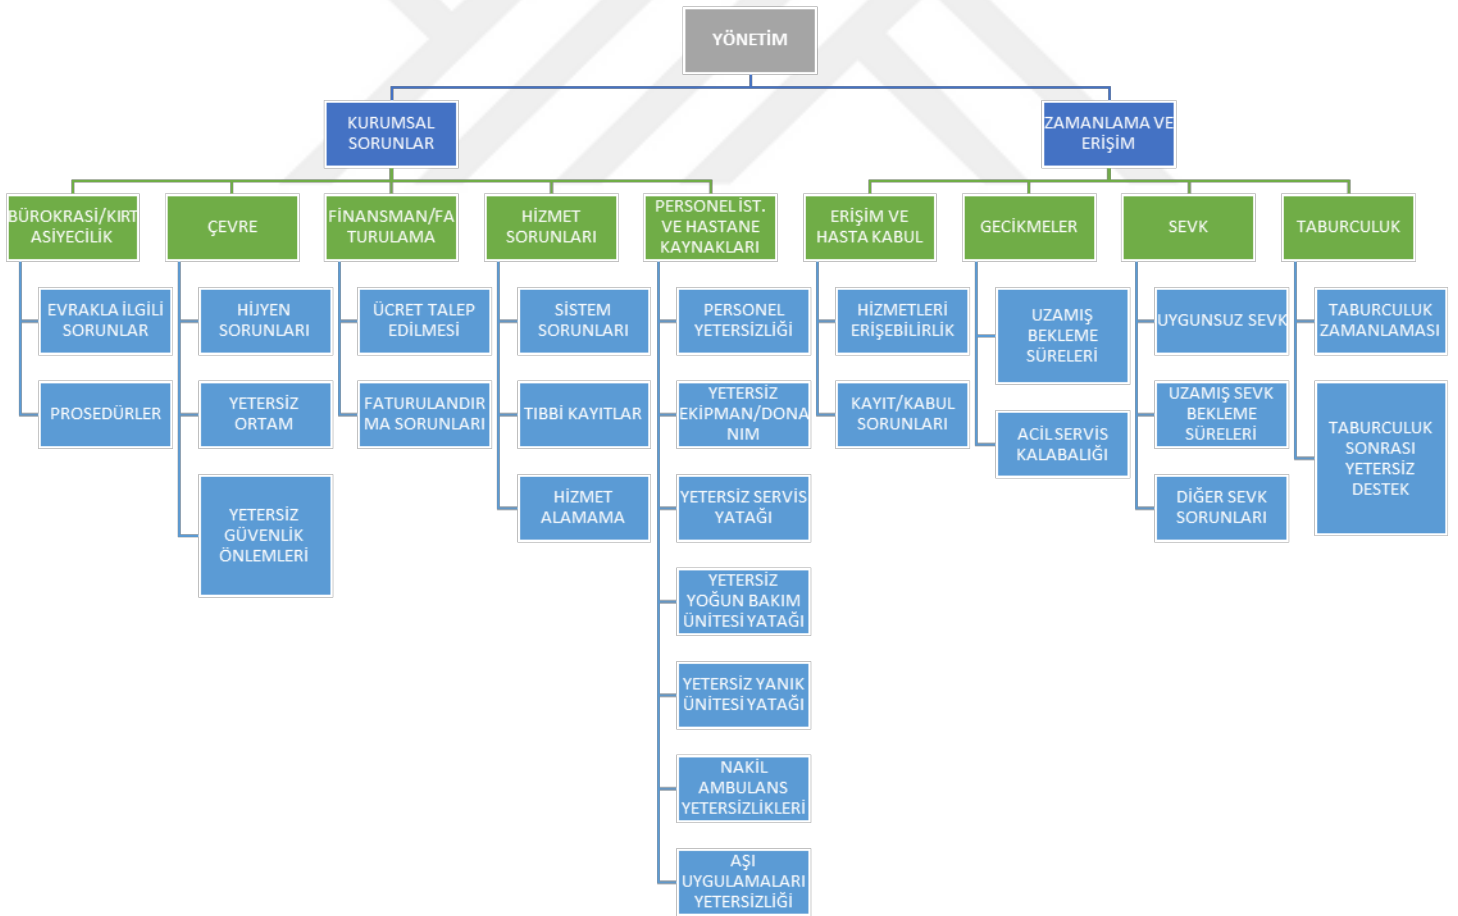 YÖNETİM
KURUMSAL
SORUNLAR
ZAMANLAMA VE
ERİŞİM
BÜROKRASİ/KIRT
ASİYECİLİK
ÇEVRE
FİNANSMAN/FA
TURULAMA
HİZMET
SORUNLARI
PERSONEL İST.
VE HASTANE
KAYNAKLARI
ERİŞİM VE
HASTA KABUL
GECİKMELER
SEVK
TABURCULUK
EVRAKLA İLGİLİ
SORUNLAR
PROSEDÜRLER
HİJYEN
SORUNLARI
YETERSİZ
ORTAM
YETERSİZ
GÜVENLİK
ÖNLEMLERİ
ÜCRET TALEP
EDİLMESİ
FATURULANDIR
MA SORUNLARI
SİSTEM
SORUNLARI
TIBBİ KAYITLAR
HİZMET
ALAMAMA
PERSONEL
YETERSİZLİĞİ
YETERSİZ
EKİPMAN/DONA
NIM
YETERSİZ SERVİS
YATAĞI
YETERSİZ
YOĞUN BAKIM
ÜNİTESİ YATAĞI
YETERSİZ YANIK
ÜNİTESİ YATAĞI
NAKİL
AMBULANS
YETERSİZLİKLERİ
AŞI
UYGULAMALARI
YETERSİZLİĞİ
HİZMETLERİ
ERİŞEBİLİRLİK
KAYIT/KABUL
SORUNLARI
UZAMIŞ
BEKLEME
SÜRELERİ
ACİL SERVİS
KALABALIĞI
UYGUNSUZ SEVK
UZAMIŞ SEVK
BEKLEME
SÜRELERİ
DİĞER SEVK
SORUNLARI
TABURCULUK
ZAMANLAMASI
TABURCULUK
SONRASI
YETERSİZ
DESTEK